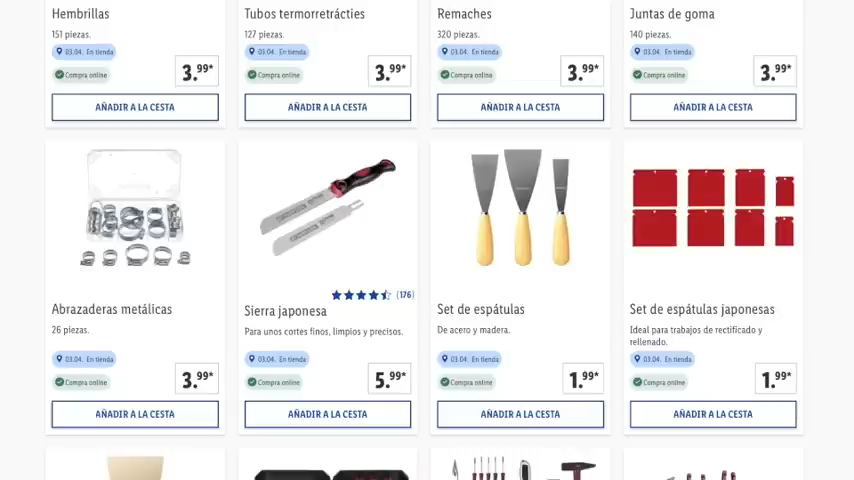 Hembrillas
151 piezas.
03.04. En tienda
Compra online
3.99*
AÑADIR A LA CESTA
Tubos termorretrácties
127 piezas.
03.04. En tienda
Compra online
3.99*
AÑADIR A LA CESTA
Remaches
320 piezas.
03.04. En tienda
Compra online
3.99*
AÑADIR A LA CESTA
Juntas de goma
140 piezas.
03.04. En tienda
Compra online
3.99*
AÑADIR A LA CESTA
Abrazaderas metálicas
26 piezas.
03.04. En tienda
Compra online
3.99*
AÑADIR A LA CESTA
(176)
Sierra japonesa
Para unos cortes finos, limpios y precisos.
03.04. En tienda
Compra online
5.99*
AÑADIR A LA CESTA
Set de espátulas
De acero y madera.
03.04. En tienda
Compra online
1.99*
AÑADIR A LA CESTA
Set de espátulas japonesas
Ideal para trabajos de rectificado y
rellenado.
03.04. En tienda
Compra online
1.99*
AÑADIR A LA CESTA